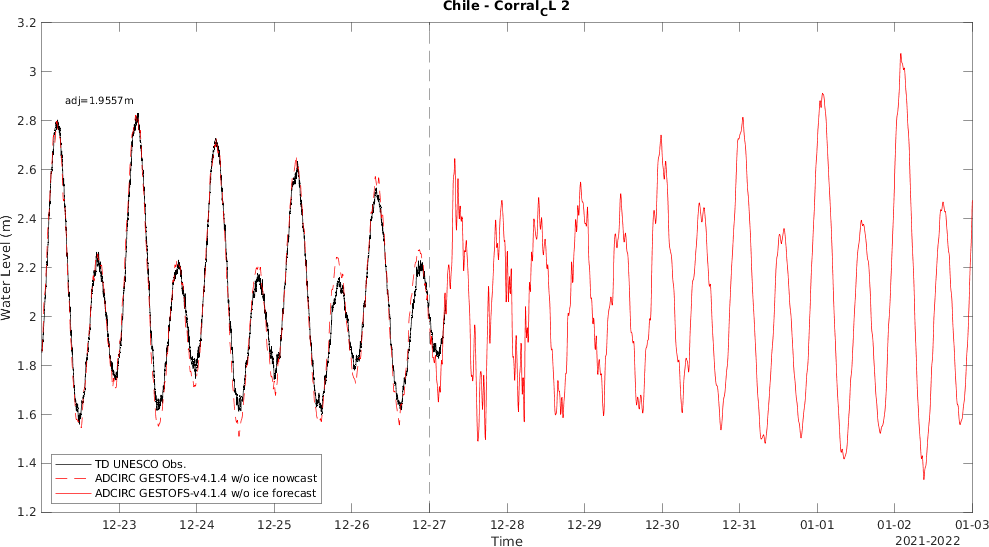 Chile - Corral_CL 2
adj=1.9557m
Water Level (m)
3.2
3
2.8
2.6
2.4
2.2
2
1.8
1.6
1.4
1.2
TD UNESCO Obs.
ADCIRC GESTOFS-v4.1.4 w/o ice nowcast
ADCIRC GESTOFS-v4.1.4 w/o ice forecast
12-23 12-24 12-25 12-26 12-27 12-28 12-29 12-30 12-31 01-01 01-02 01-03
Time
2021-2022